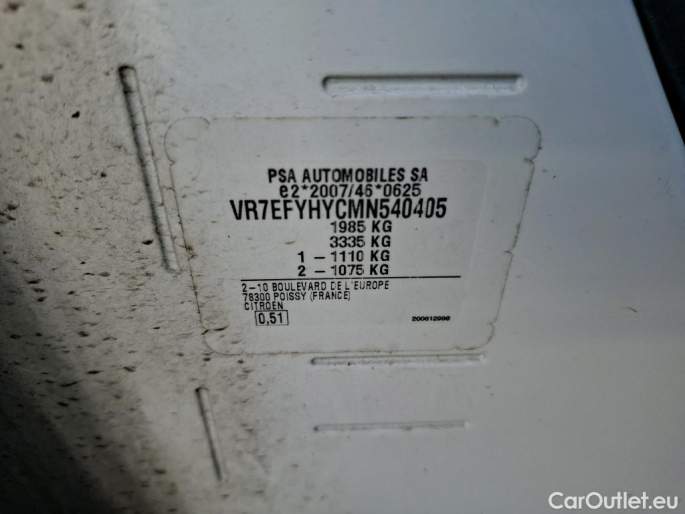 PSA AUTOMOBILES SA
e2*2007/46*0625
VR7EFYHYCMN540405
1985 KG
3335 KG
1 - 1110 KG
2 - 1075 KG
2-10 BOULEVARD DE L'EUROPE
78300 POISSY (FRANCE)
CITROEN
0,51
CarOutlet.eu